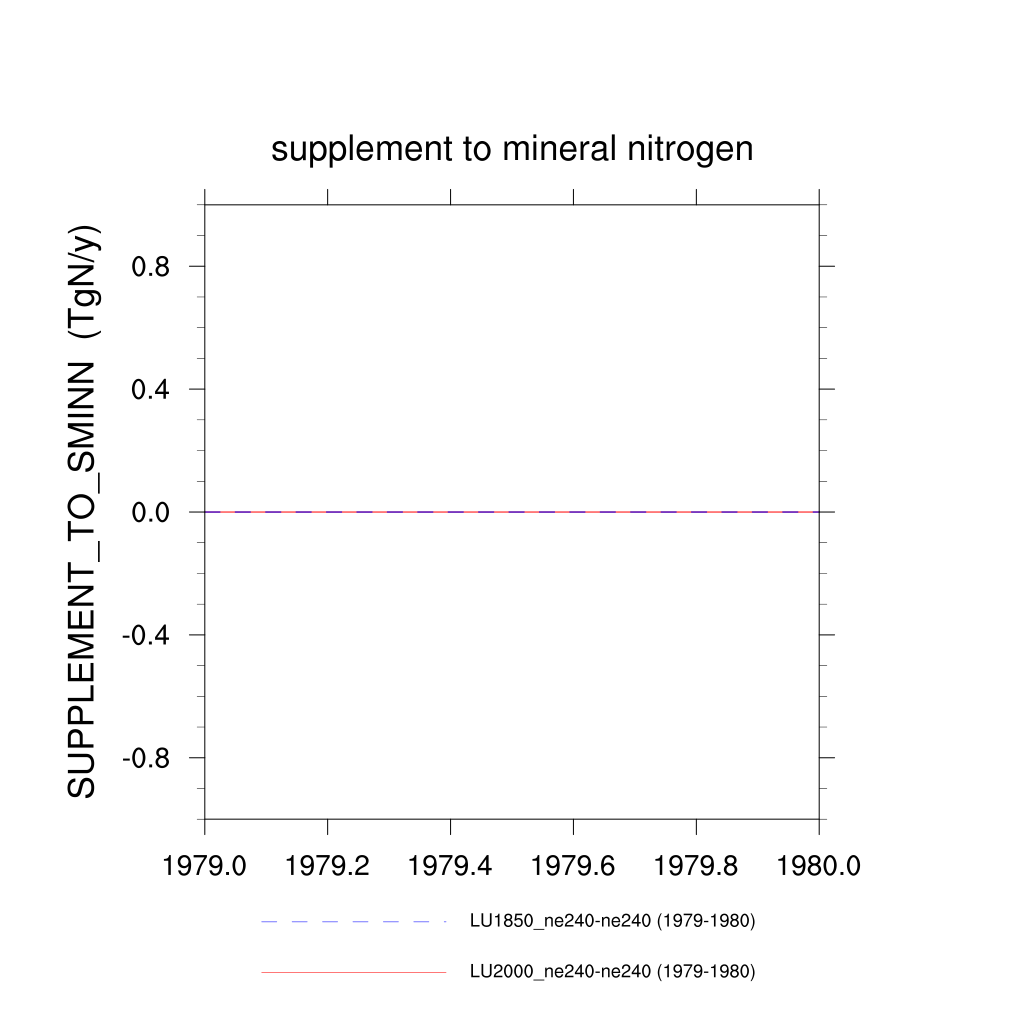 supplement to mineral nitrogen
SUPPLEMENT_TO_SMINN (TgN/y)
0.8
0.4
0.0
-0.4
-0.8
1979.0 1979.2 1979.4 1979.6 1979.8 1980.0
LU1850_ne240-ne240 (1979-1980)
LU2000_ne240-ne240 (1979-1980)